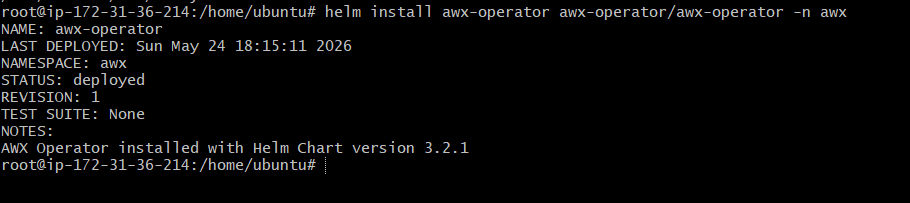 root@ip-172-31-36-214:/home/ubuntu# helm install awx-operator awx-operator/awx-operator -n awx
NAME: awx-operator
LAST DEPLOYED: Sun May 24 18:15:11 2026
NAMESPACE: awx
STATUS: deployed
REVISION: 1
TEST SUITE: None
NOTES:
AWX Operator installed with Helm Chart version 3.2.1
root@ip-172-31-36-214:/home/ubuntu#